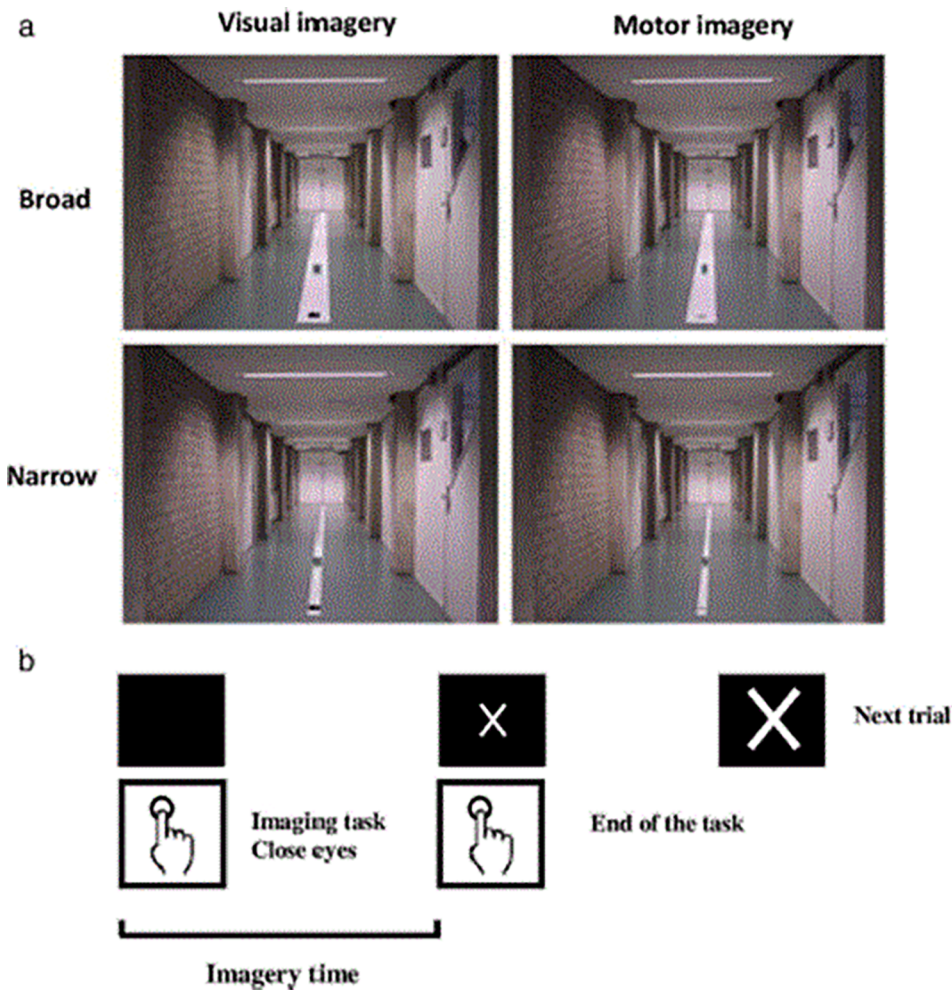 a
Visual imagery
Motor imagery
Broad
Narrow
b
X
X
Next trial
Imaging task
Close eyes
End of the task
Imagery time